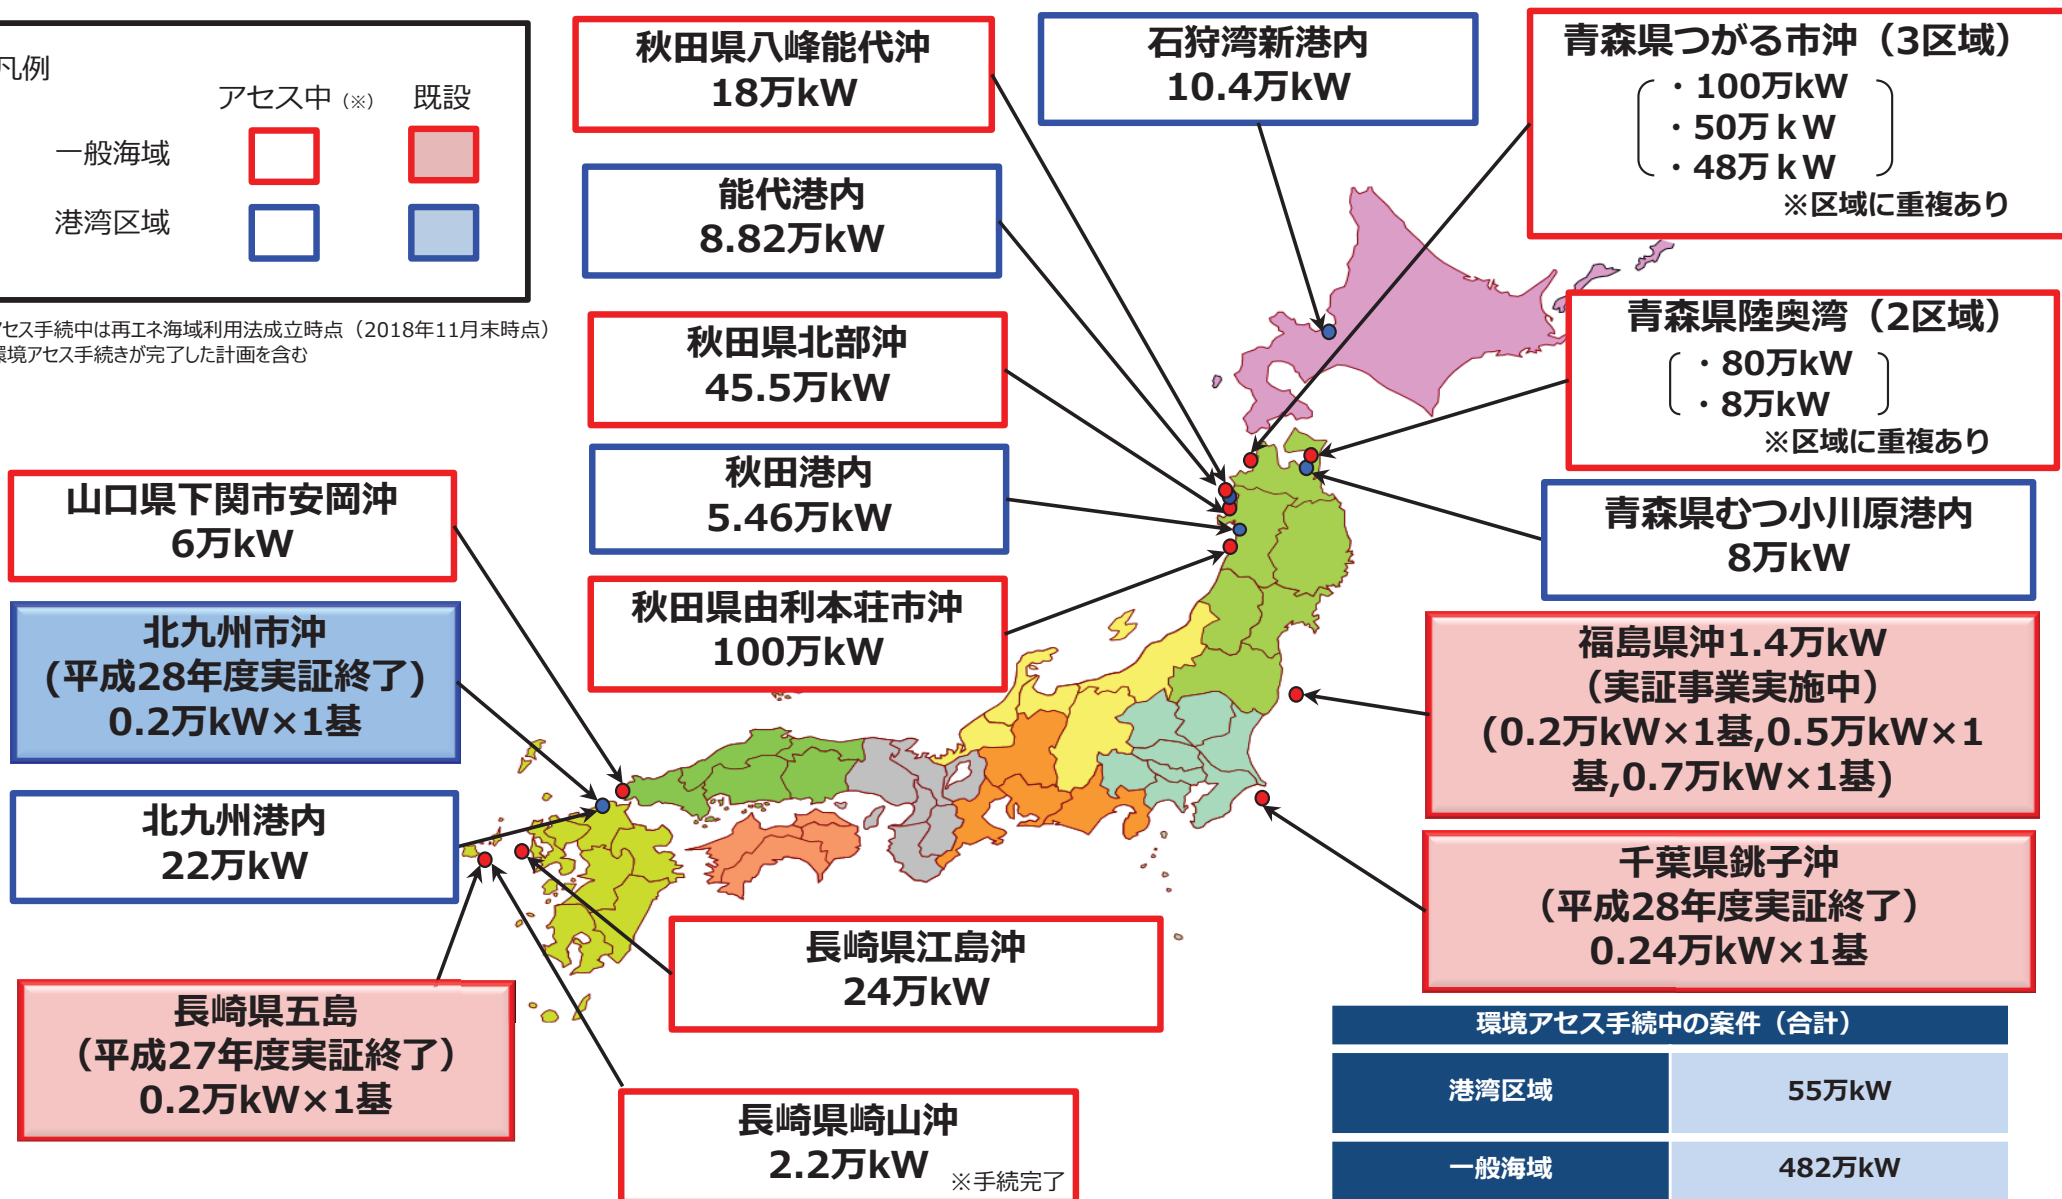 凡例
アセス中（※） 既設
一般海域
港湾区域
アセス手続中は再エネ海域利用法成立時点（2018年11月末時点）
環境アセス手続きが完了した計画を含む
秋田県八峰能代沖
18万kW
能代港内
8.82万kW
秋田県北部沖
45.5万kW
秋田港内
5.46万kW
秋田県由利本荘市沖
100万kW
石狩湾新港内
10.4万kW
青森県つがる市沖（3区域）
・100万kW
・50万ｋW
・48万ｋW
※区域に重複あり
青森県陸奥湾（2区域）
・80万kW
・8万kW
※区域に重複あり
青森県むつ小川原港内
8万kW
福島県沖1.4万kW
（実証事業実施中）
(0.2万kW×1基,0.5万kW×1
基,0.7万kW×1基)
千葉県銚子沖
（平成28年度実証終了）
0.24万kW×1基
山口県下関市安岡沖
6万kW
北九州市沖
(平成28年度実証終了)
0.2万kW×1基
北九州港内
22万kW
長崎県五島
（平成27年度実証終了）
0.2万kW×1基
長崎県江島沖
24万kW
長崎県崎山沖
2.2万kW ※手続完了
環境アセス手続中の案件（合計）
港湾区域 55万kW
一般海域 482万kW